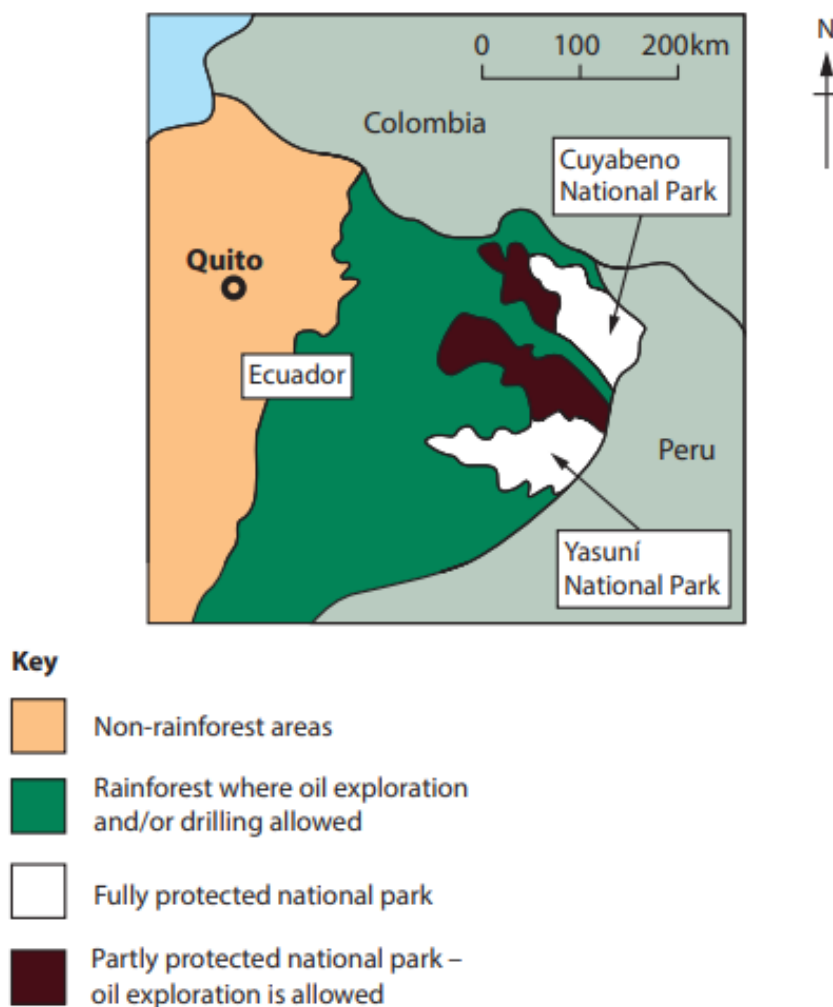 N
0 100 200km
Colombia
Cuyabeno
National Park
Quito
Ecuador
Peru
Yasuní
National Park
Key
Non-rainforest areas
Rainforest where oil exploration
and/or drilling allowed
Fully protected national park
Partly protected national park –
oil exploration is allowed